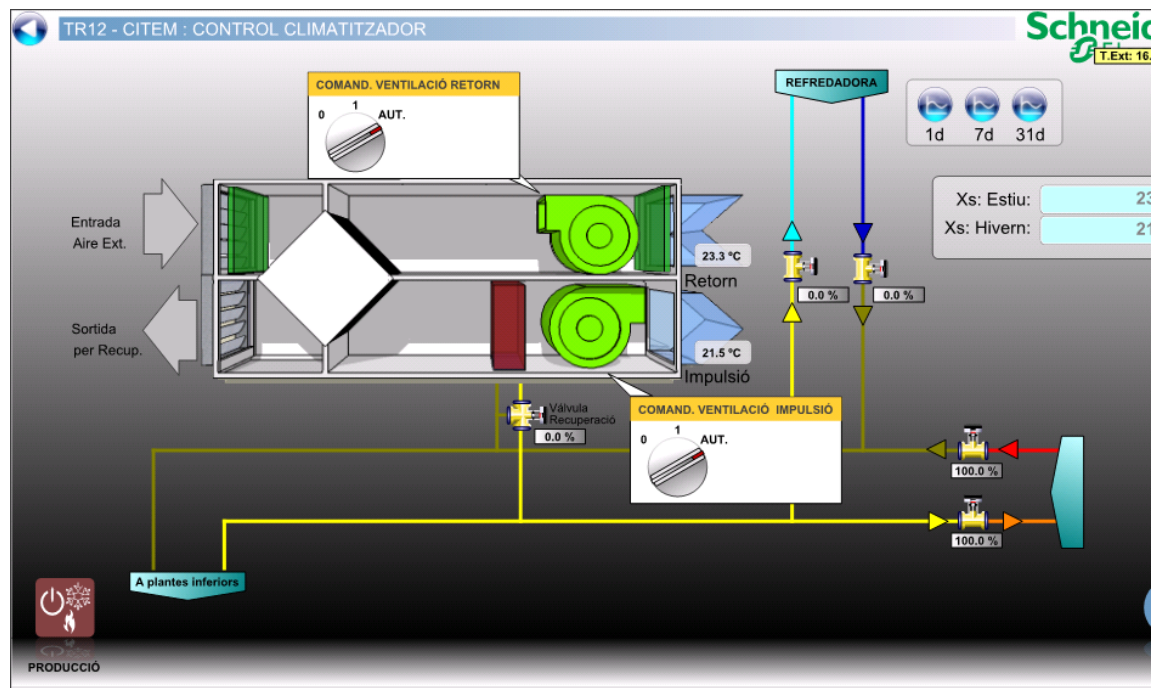 TR12 - CITEM : CONTROL CLIMATITZADOR
T.Ext: 16.
COMAND. VENTILACIÓ RETORN
0 1 AUT.
REFREDADORA
1d 7d 31d
Entrada
Aire Ext.
Xs: Estiu: 23
Xs: Hivern: 21
23.3 ºC
Retorn
0.0 % 0.0 %
Sortida
per Recup.
21.5 ºC
Impulsió
Válvula
Recuperació
0.0 %
COMAND. VENTILACIÓ IMPULSIÓ
0 1 AUT.
100.0 %
100.0 %
A plantes inferiors
PRODUCCIÓ